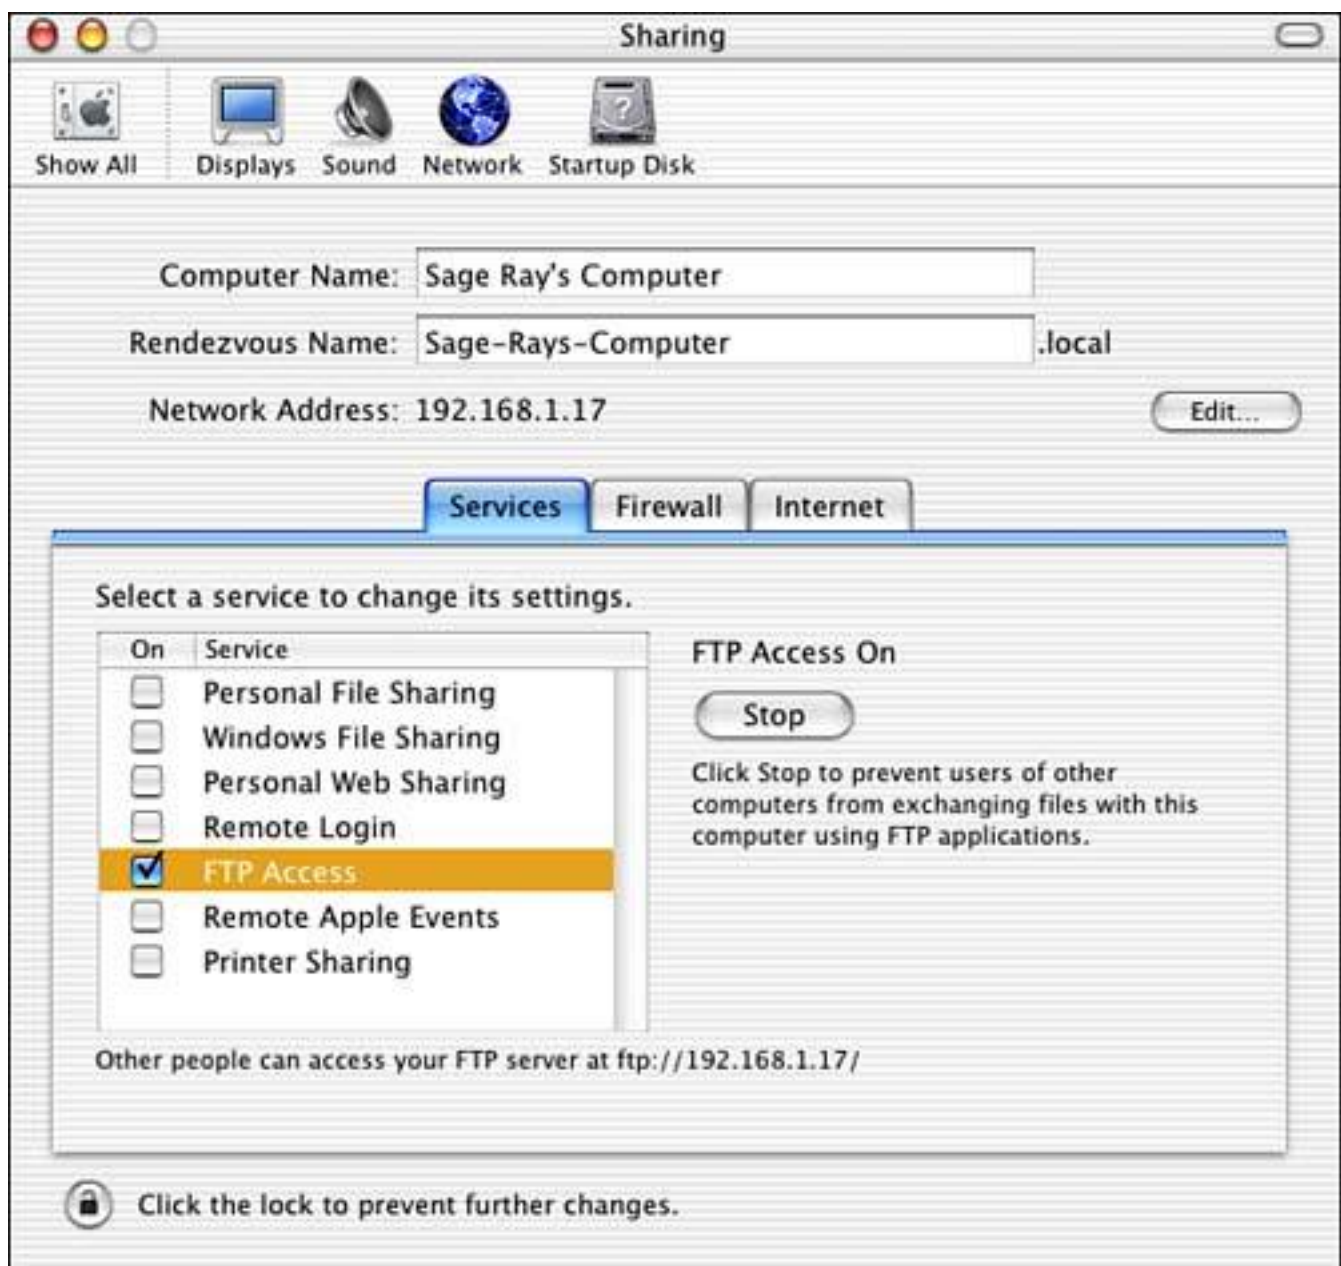 Sharing
Show All Displays Sound Network Startup Disk
Computer Name: Sage Ray's Computer
Rendezvous Name: Sage-Rays-Computer .local
Network Address: 192.168.1.17 Edit...
Services Firewall Internet
Select a service to change its settings.
On Service
Personal File Sharing
Windows File Sharing
Personal Web Sharing
Remote Login
FTP Access
Remote Apple Events
Printer Sharing
FTP Access On
Stop
Click Stop to prevent users of other
computers from exchanging files with this
computer using FTP applications.
Other people can access your FTP server at ftp://192.168.1.17/
Click the lock to prevent further changes.